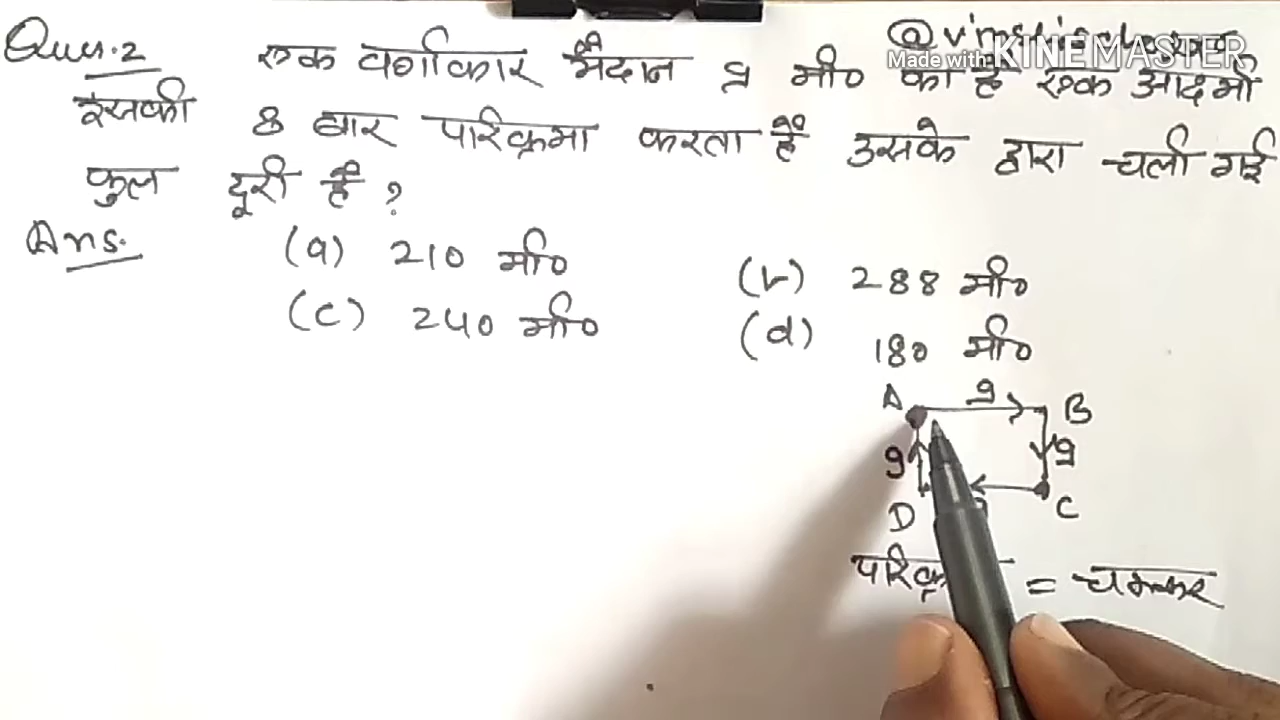 Ques.2 एक वर्गाकार मैदान 9 मी० का है एक आदमी
इसकी 8 बार परिक्रमा करता है उसके द्वारा चली गई
कुल दूरी है ?
Ans. (a) 210 मी० (b) 288 मी०
(c) 240 मी० (d) 180 मी०
A 9 B
9 9
D C
= चक्कर
Made with KINEMASTER